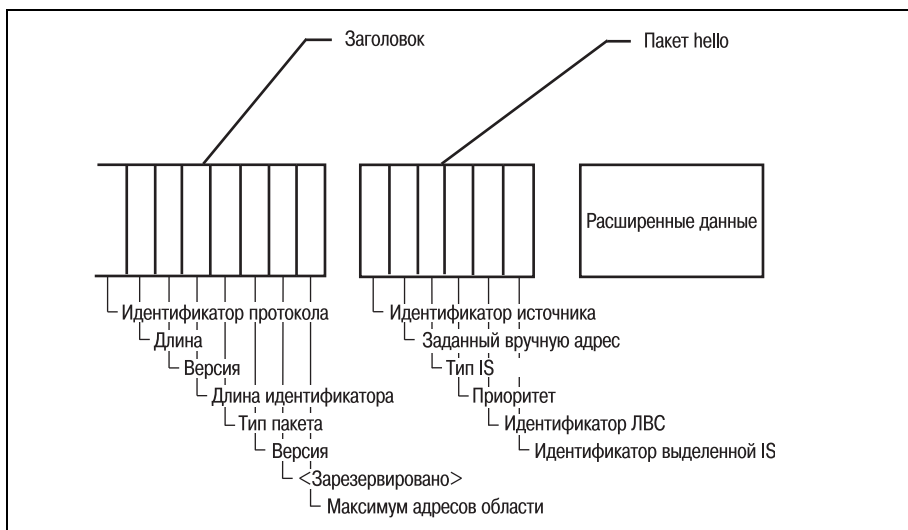 Заголовок
Пакет hello
Расширенные данные
Идентификатор протокола
Длина
Версия
Длина идентификатора
Тип пакета
Версия
<Зарезервировано>
Максимум адресов области
Идентификатор источника
Заданный вручную адрес
Тип IS
Приоритет
Идентификатор ЛВС
Идентификатор выделенной IS